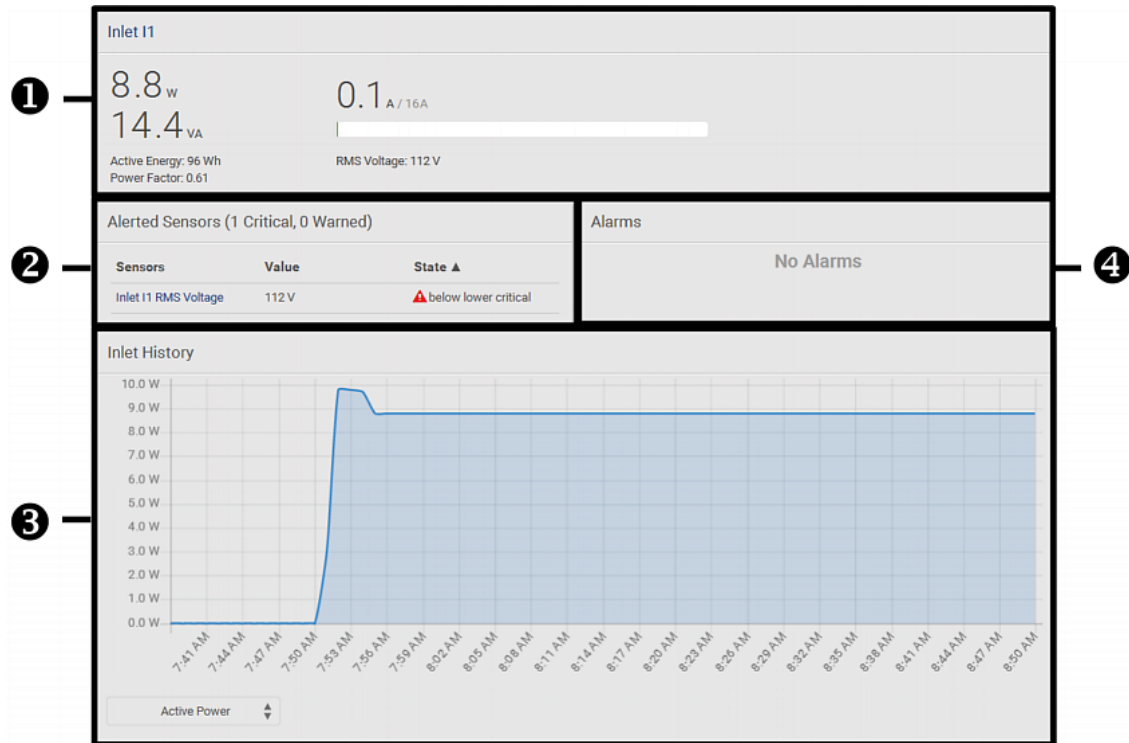 Inlet I1
❶
8.8 W
14.4 VA
Active Energy: 96 Wh
Power Factor: 0.61
0.1 A / 16A
RMS Voltage: 112 V
❷
Alerted Sensors (1 Critical, 0 Warned)
Sensors Value State ▲
Inlet I1 RMS Voltage 112 V below lower critical
Alarms
No Alarms
❹
❸
Inlet History
10.0 W
9.0 W
8.0 W
7.0 W
6.0 W
5.0 W
4.0 W
3.0 W
2.0 W
1.0 W
0.0 W
7:41 AM
7:44 AM
7:47 AM
7:50 AM
7:53 AM
7:56 AM
7:59 AM
8:02 AM
8:05 AM
8:08 AM
8:11 AM
8:14 AM
8:17 AM
8:20 AM
8:23 AM
8:26 AM
8:29 AM
8:32 AM
8:35 AM
8:38 AM
8:41 AM
8:44 AM
8:47 AM
8:50 AM
Active Power